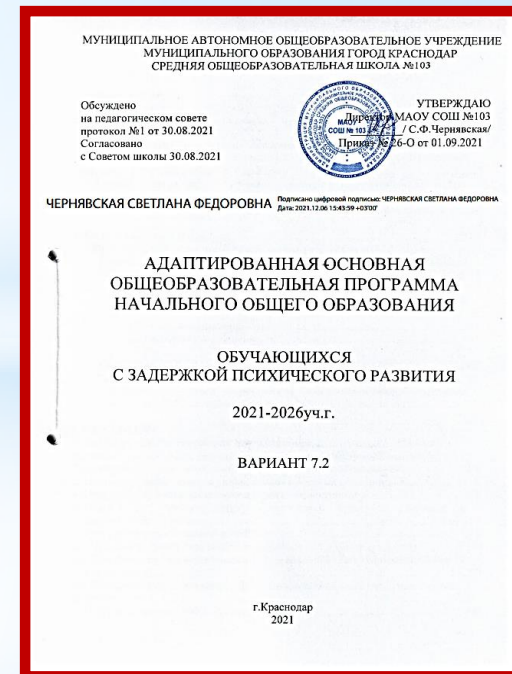 МУНИЦИПАЛЬНОЕ АВТОНОМНОЕ ОБЩЕОБРАЗОВАТЕЛЬНОЕ УЧРЕЖДЕНИЕ
МУНИЦИПАЛЬНОГО ОБРАЗОВАНИЯ ГОРОД КРАСНОДАР
СРЕДНЯЯ ОБЩЕОБРАЗОВАТЕЛЬНАЯ ШКОЛА №103
Обсуждено
на педагогическом совете
протокол №1 от 30.08.2021
Согласовано
с Советом школы 30.08.2021
УТВЕРЖДАЮ
Директор МАОУ СОШ №103
/ С.Ф.Чернявская/
Приказ № 26-О от 01.09.2021
МАОУ
СОШ № 103
ЧЕРНЯВСКАЯ СВЕТЛАНА ФЕДОРОВНА
Подписано цифровой подписью: ЧЕРНЯВСКАЯ СВЕТЛАНА ФЕДОРОВНА
Дата: 2021.12.06 15:43:59 +03'00'
АДАПТИРОВАННАЯ ОСНОВНАЯ
ОБЩЕОБРАЗОВАТЕЛЬНАЯ ПРОГРАММА
НАЧАЛЬНОГО ОБЩЕГО ОБРАЗОВАНИЯ
ОБУЧАЮЩИХСЯ
С ЗАДЕРЖКОЙ ПСИХИЧЕСКОГО РАЗВИТИЯ
2021-2026уч.г.
ВАРИАНТ 7.2
г.Краснодар
2021